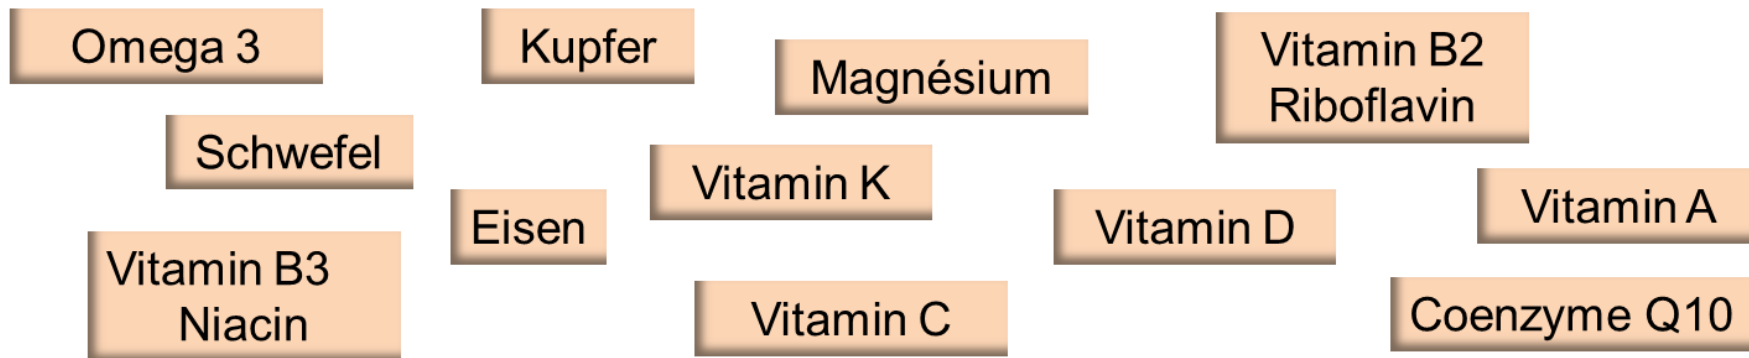 Omega 3
Kupfer
Magnésium
Vitamin B2
Riboflavin
Schwefel
Vitamin K
Eisen
Vitamin D
Vitamin A
Vitamin B3
Niacin
Vitamin C
Coenzyme Q10